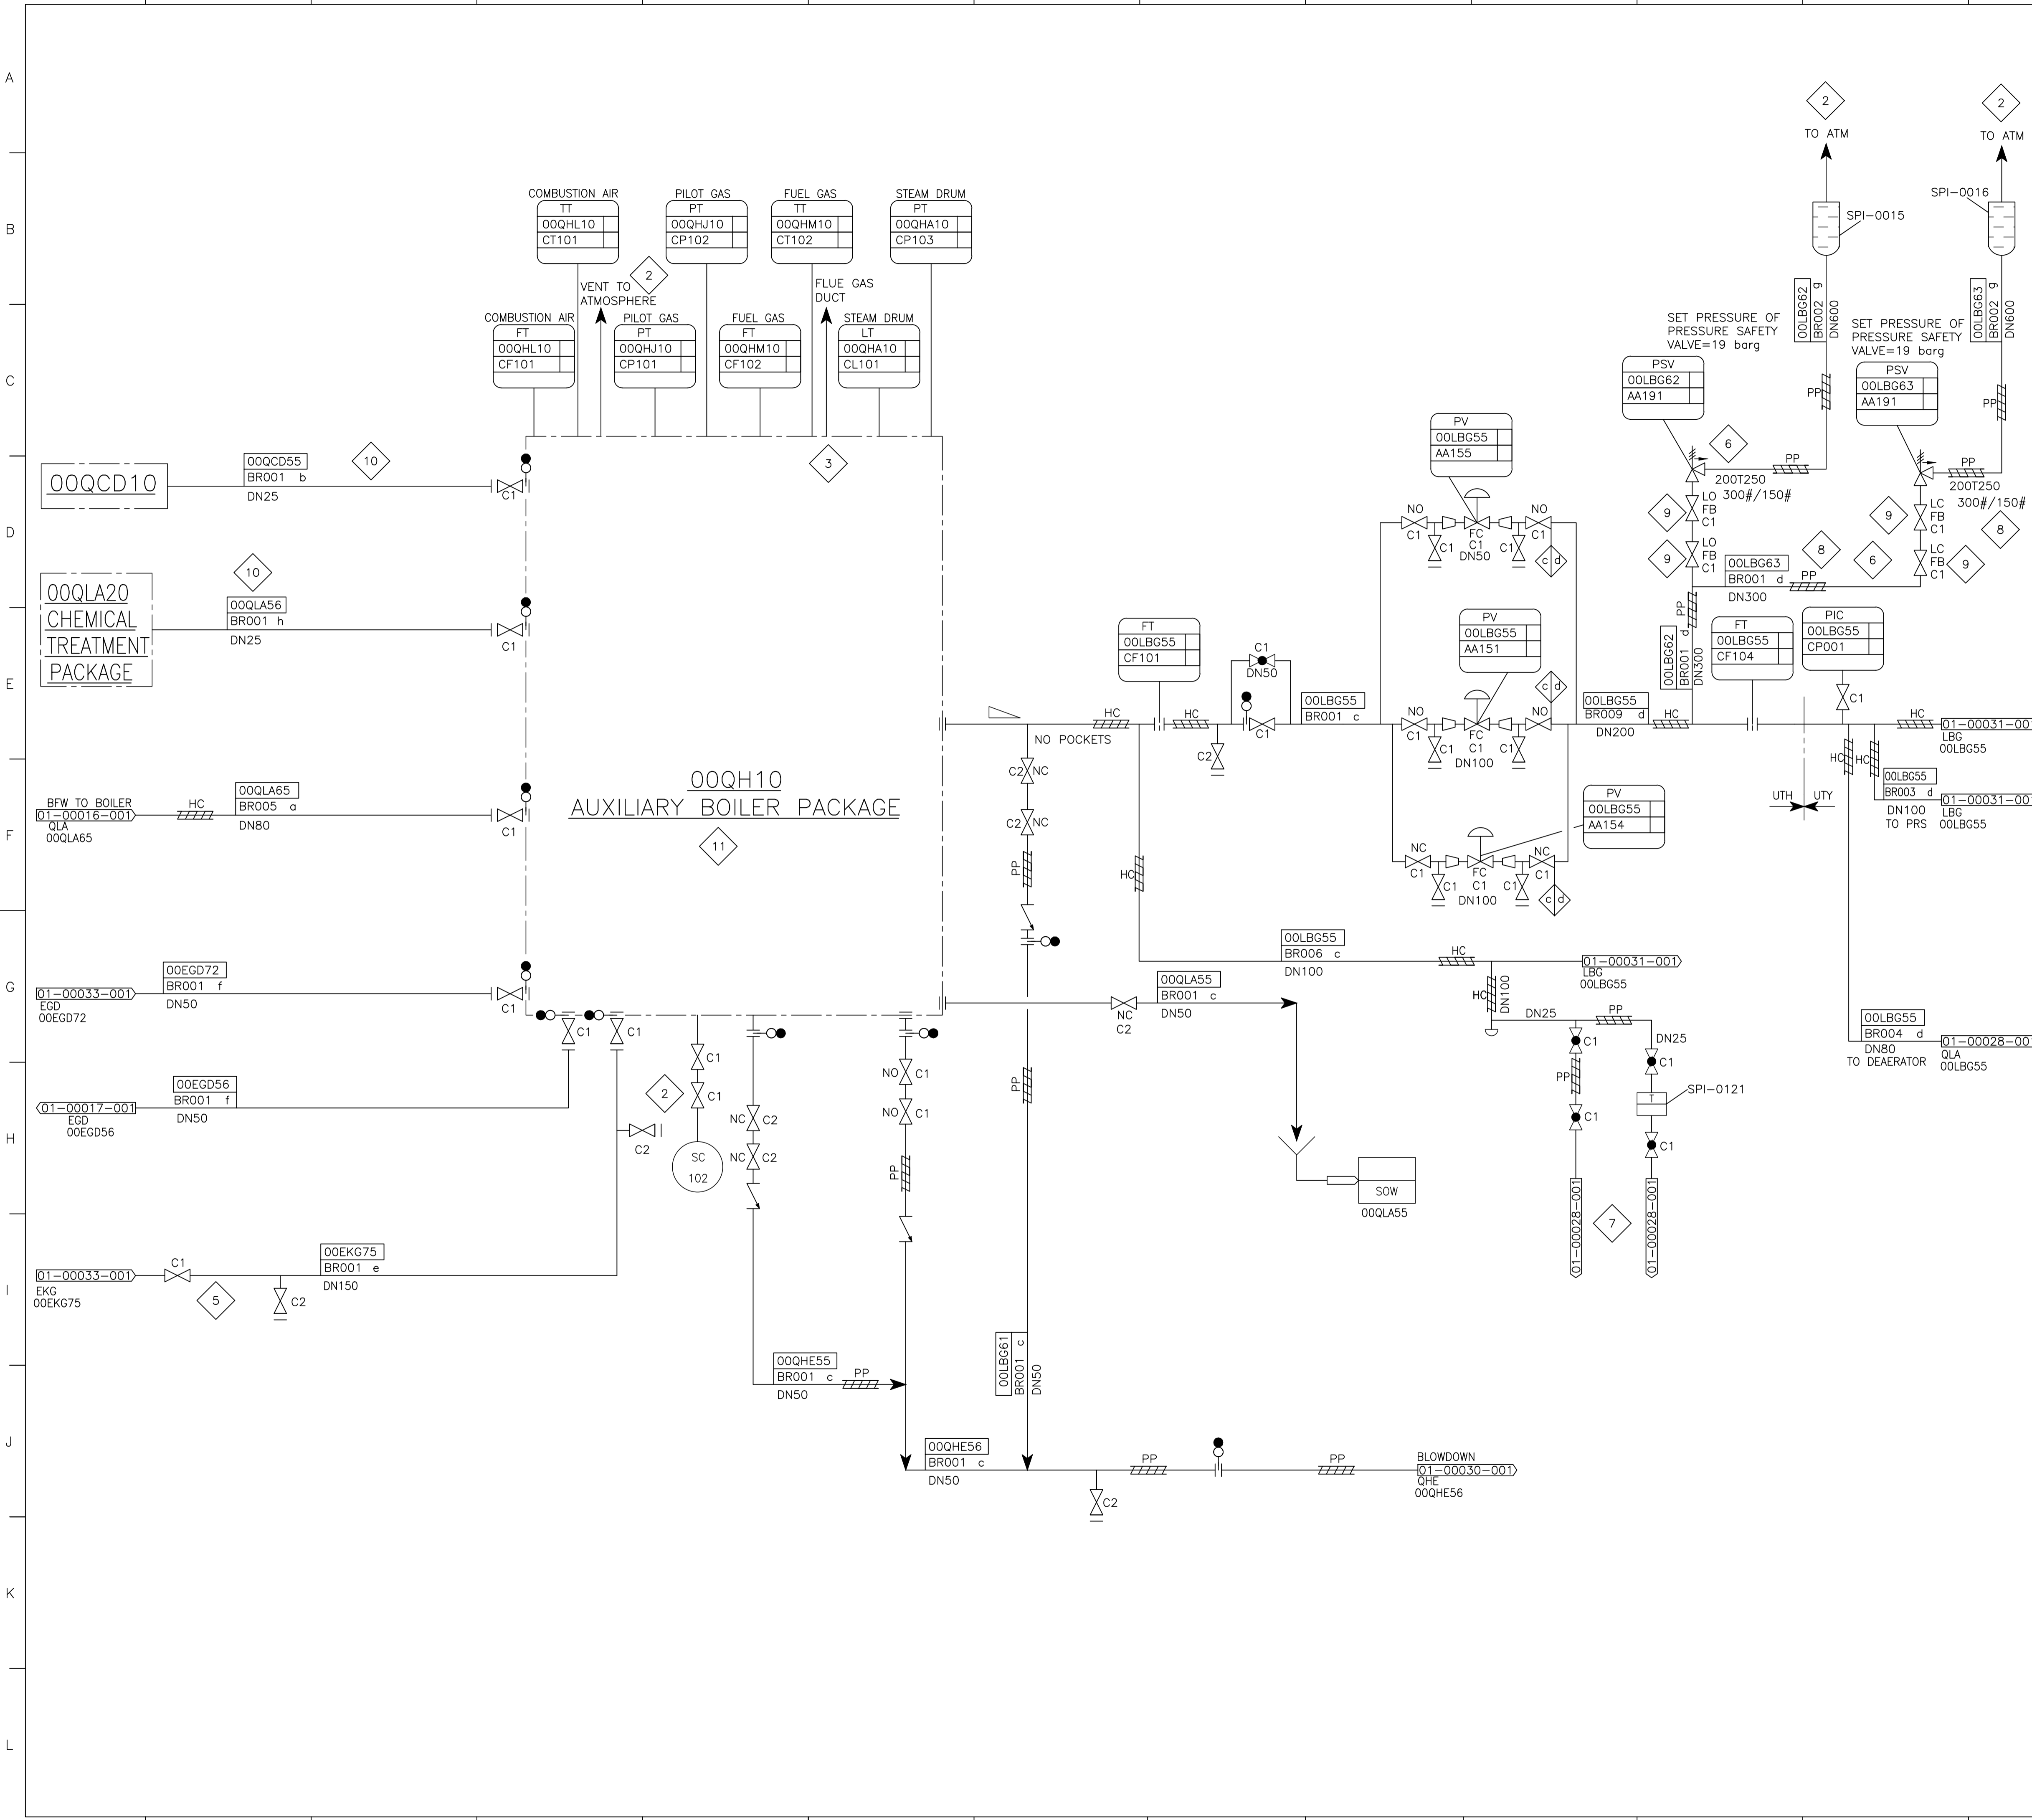 A
B
C
D
E
F
G
H
I
J
K
L
2
TO ATM
2
TO ATM
SPI-0015
SPI-0016
00LBG62
BR002 g
DN600
00LBG63
BR002 g
DN600
COMBUSTION AIR
TT
00QHL10
CT101
PILOT GAS
PT
00QHJ10
CP102
FUEL GAS
TT
00QHM10
CT102
STEAM DRUM
PT
00QHA10
CP103
2
VENT TO
ATMOSPHERE
FLUE GAS
DUCT
COMBUSTION AIR
FT
00QHL10
CF101
PILOT GAS
PT
00QHJ10
CP101
FUEL GAS
FT
00QHM10
CF102
STEAM DRUM
LT
00QHA10
CL101
SET PRESSURE OF
PRESSURE SAFETY
VALVE=19 barg
PSV
00LBG62
AA191
SET PRESSURE OF
PRESSURE SAFETY
VALVE=19 barg
PSV
00LBG63
AA191
PP
PP
6
PP
200T250
300#/150#
PP
200T250
300#/150#
9
LO
FB
C1
9
LO
FB
C1
9
LC
FB
C1
LC
FB
C1
9
8
8
6
00LBG63
BR001 d
DN300
PP
PP
00LBG62
BR001 d
DN300
00QCD10
00QCD55
BR001 b
DN25
10
C1
3
00QLA20
CHEMICAL
TREATMENT
PACKAGE
10
00QLA56
BR001 h
DN25
C1
PV
00LBG55
AA155
NO
C1
C1
FC
C1
DN50
C1
NO
C1
c d
PV
00LBG55
AA151
NO
C1
C1
FC
C1
DN100
C1
NO
C1
c d
PV
00LBG55
AA154
NC
C1
C1
FC
C1
DN100
C1
NC
C1
c d
FT
00LBG55
CF101
C1
DN50
HC
HC
NO POCKETS
C2
C1
00LBG55
BR001 c
00LBG55
BR009 d
DN200
HC
FT
00LBG55
CF104
PIC
00LBG55
CP001
C1
UTH
UTY
HC
HC
HC
01-00031-001
LBG
00LBG55
00LBG55
BR003 d
DN100
TO PRS
01-00031-001
LBG
00LBG55
00QH10
AUXILIARY BOILER PACKAGE
11
BFW TO BOILER
01-00016-001
QLA
00QLA65
HC
00QLA65
BR005 a
DN80
C1
C2
NC
C2
NC
PP
HC
01-00033-001
EGD
00EGD72
00EGD72
BR001 f
DN50
C1
00LBG55
BR006 c
DN100
HC
01-00031-001
LBG
00LBG55
00QLA55
BR001 c
DN50
NC
C2
HC
DN100
DN25
PP
DN25
C1
C1
PP
SPI-0121
T
C1
C1
01-00028-001
7
01-00028-001
00LBG55
BR004 d
DN80
TO DEAERATOR
01-00028-001
QLA
00LBG55
01-00017-001
EGD
00EGD56
00EGD56
BR001 f
DN50
C1
C1
C2
2
C1
C1
SC
102
NC
C2
NC
C2
NO
C1
NO
C1
PP
PP
SOW
00QLA55
01-00033-001
EKG
00EKG75
C1
5
C2
00EKG75
BR001 e
DN150
00QHE55
BR001 c
DN50
PP
00LBG61
BR001 c
DN50
00QHE56
BR001 c
DN50
C2
PP
PP
BLOWDOWN
01-00030-001
QHE
00QHE56